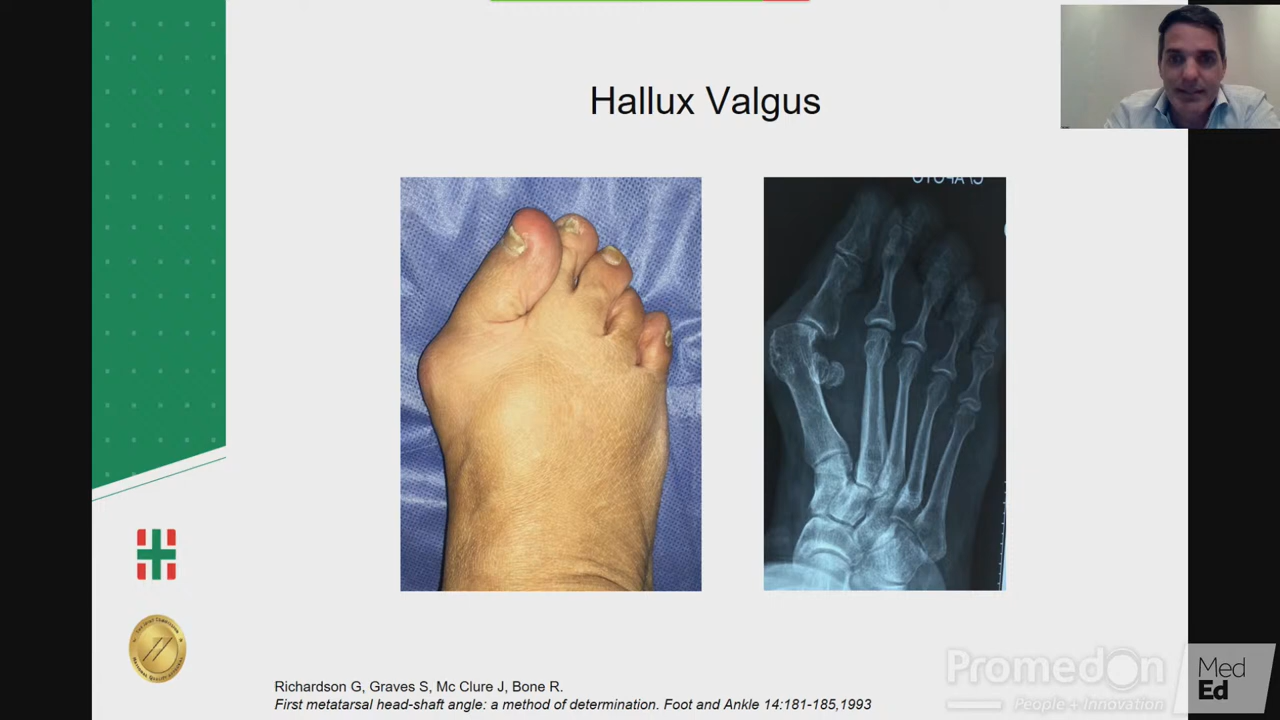 Hallux Valgus
Richardson G, Graves S, Mc Clure J, Bone R.
First metatarsal head-shaft angle: a method of determination. Foot and Ankle 14:181-185,1993
Promedon
People + Innovation
Med
Ed